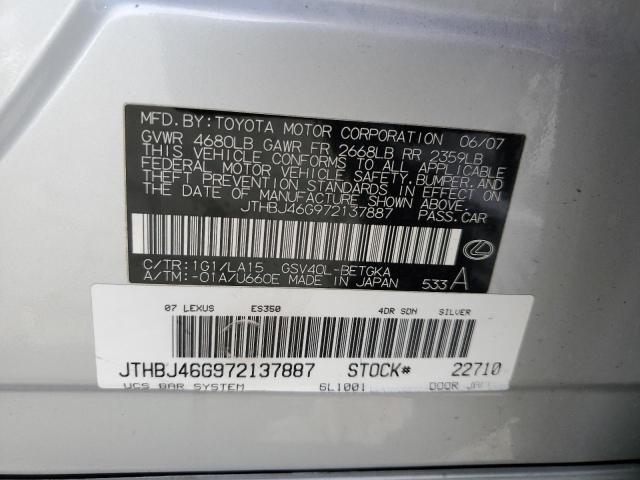 MFD. BY: TOYOTA MOTOR CORPORATION 06/07
GVWR 4680LB GAWR FR 2668LB RR 2359LB
THIS VEHICLE CONFORMS TO ALL APPLICABLE
FEDERAL MOTOR VEHICLE SAFETY, BUMPER, AND
THEFT PREVENTION STANDARDS IN EFFECT ON
THE DATE OF MANUFACTURE SHOWN ABOVE.
JTHBJ46G972137887 PASS.CAR
C/TR: 1G1/LA15 GSV40L-BETGKA
A/TM: -01A/U660E MADE IN JAPAN 533 A
07 LEXUS ES350 4DR SDN SILVER
JTHBJ46G972137887 STOCK# 22710
VCS BAR SYSTEM 6L1001 DOOR JAMB